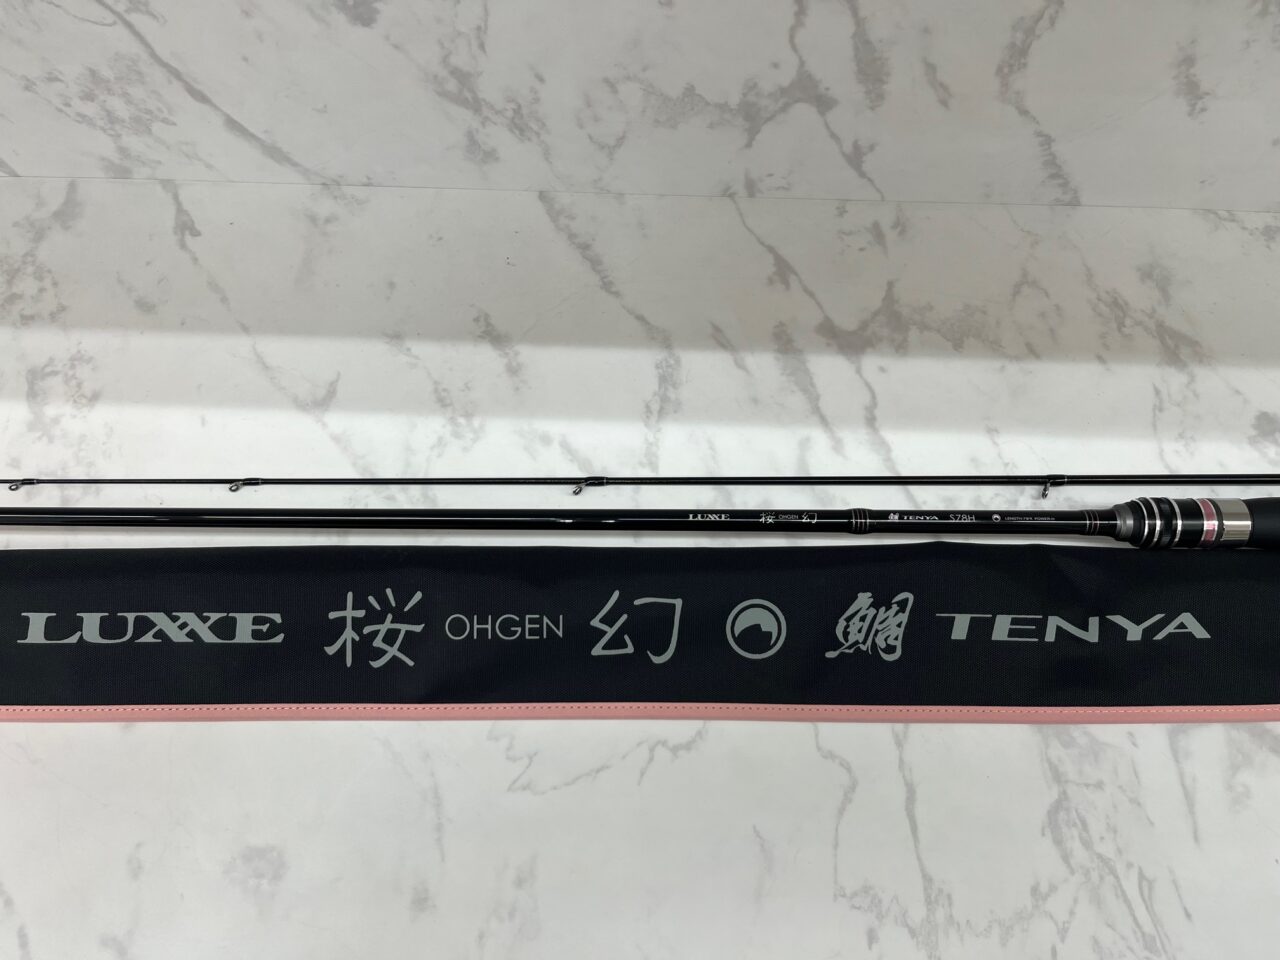 LUXXE 桜 OHGEN 幻 鯛 TENYA S78H
LUXXE 桜 OHGEN 幻 鯛 TENYA